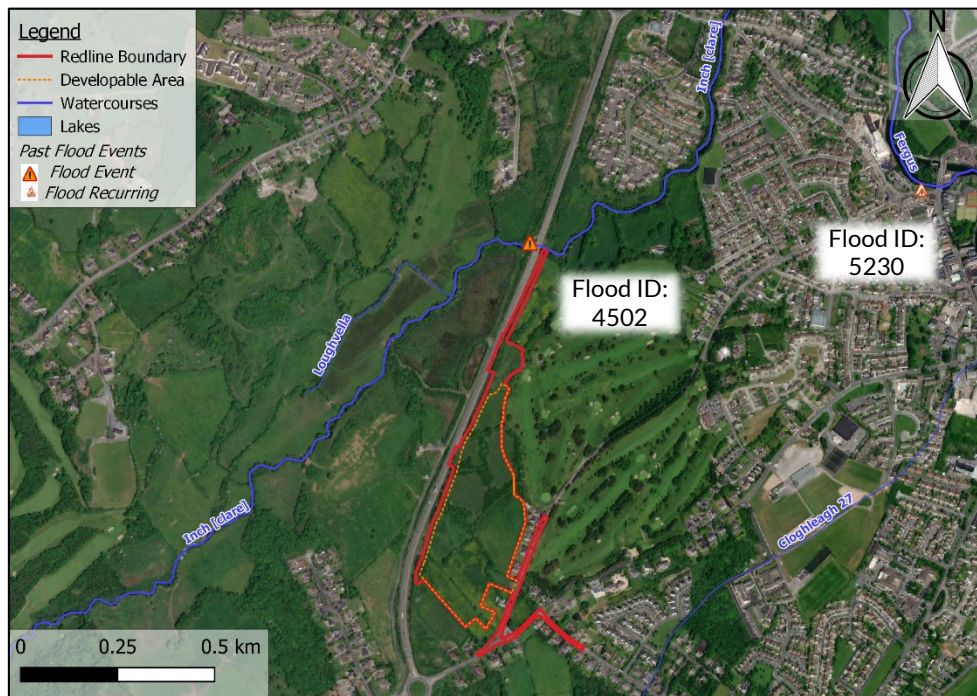 Legend
Redline Boundary
Developable Area
Watercourses
Lakes
Past Flood Events
Flood Event
Flood Recurring
N
Inch [clare]
Fergus
Flood ID:
5230
Flood ID:
4502
Loughvella
Inch [clare]
Cloghleagh 27
0 0.25 0.5 km